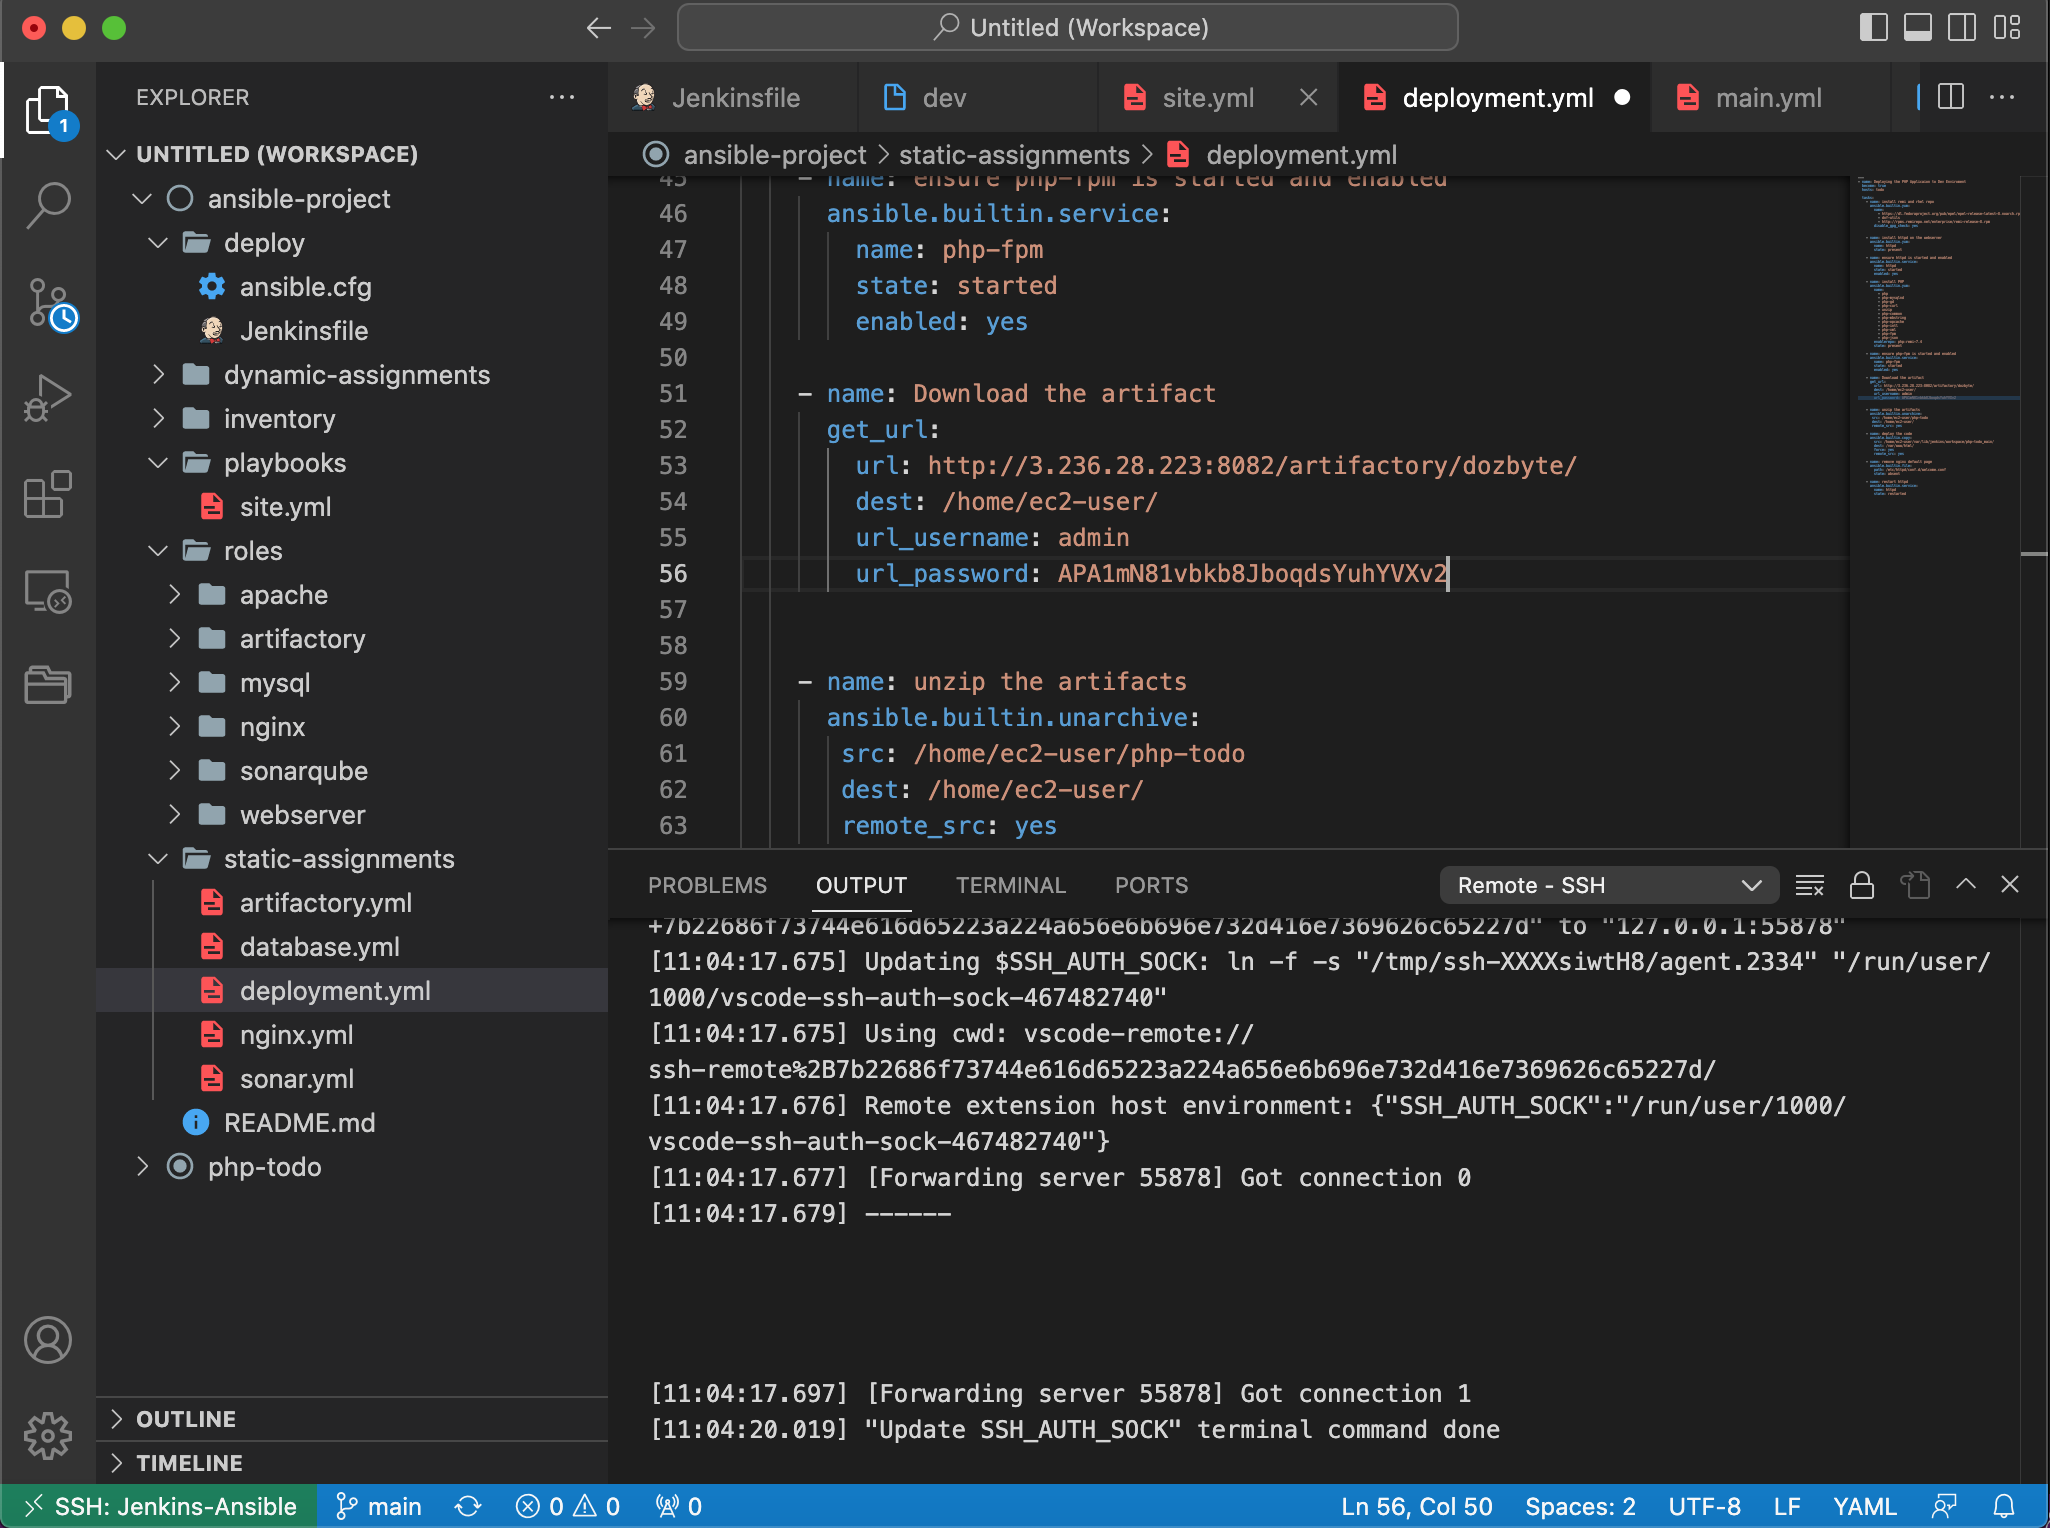 Untitled (Workspace)
EXPLORER
1
UNTITLED (WORKSPACE)
ansible-project
deploy
ansible.cfg
Jenkinsfile
dynamic-assignments
inventory
playbooks
site.yml
roles
apache
artifactory
mysql
nginx
sonarqube
webserver
static-assignments
artifactory.yml
database.yml
deployment.yml
nginx.yml
sonar.yml
README.md
php-todo
OUTLINE
TIMELINE
Jenkinsfile dev site.yml deployment.yml main.yml
ansible-project > static-assignments > deployment.yml
45 - name: ensure php-fpm is started and enabled
46 ansible.builtin.service:
47 name: php-fpm
48 state: started
49 enabled: yes
50
51 - name: Download the artifact
52 get_url:
53 url: http://3.236.28.223:8082/artifactory/dozbyte/
54 dest: /home/ec2-user/
55 url_username: admin
56 url_password: APA1mN81vbkb8JboqdsYuhYVXv2
57
58
59 - name: unzip the artifacts
60 ansible.builtin.unarchive:
61 src: /home/ec2-user/php-todo
62 dest: /home/ec2-user/
63 remote_src: yes
PROBLEMS OUTPUT TERMINAL PORTS Remote - SSH
+7b22686f73744e616d65223a224a656e6b696e732d416e7369626c65227d" to "127.0.0.1:55878"
[11:04:17.675] Updating $SSH_AUTH_SOCK: ln -f -s "/tmp/ssh-XXXXsiwtH8/agent.2334" "/run/user/
1000/vscode-ssh-auth-sock-467482740"
[11:04:17.675] Using cwd: vscode-remote://
ssh-remote%2B7b22686f73744e616d65223a224a656e6b696e732d416e7369626c65227d/
[11:04:17.676] Remote extension host environment: {"SSH_AUTH_SOCK":"/run/user/1000/
vscode-ssh-auth-sock-467482740"}
[11:04:17.677] [Forwarding server 55878] Got connection 0
[11:04:17.679] ------
[11:04:17.697] [Forwarding server 55878] Got connection 1
[11:04:20.019] "Update SSH_AUTH_SOCK" terminal command done
SSH: Jenkins-Ansible main 0 0 0 Ln 56, Col 50 Spaces: 2 UTF-8 LF YAML